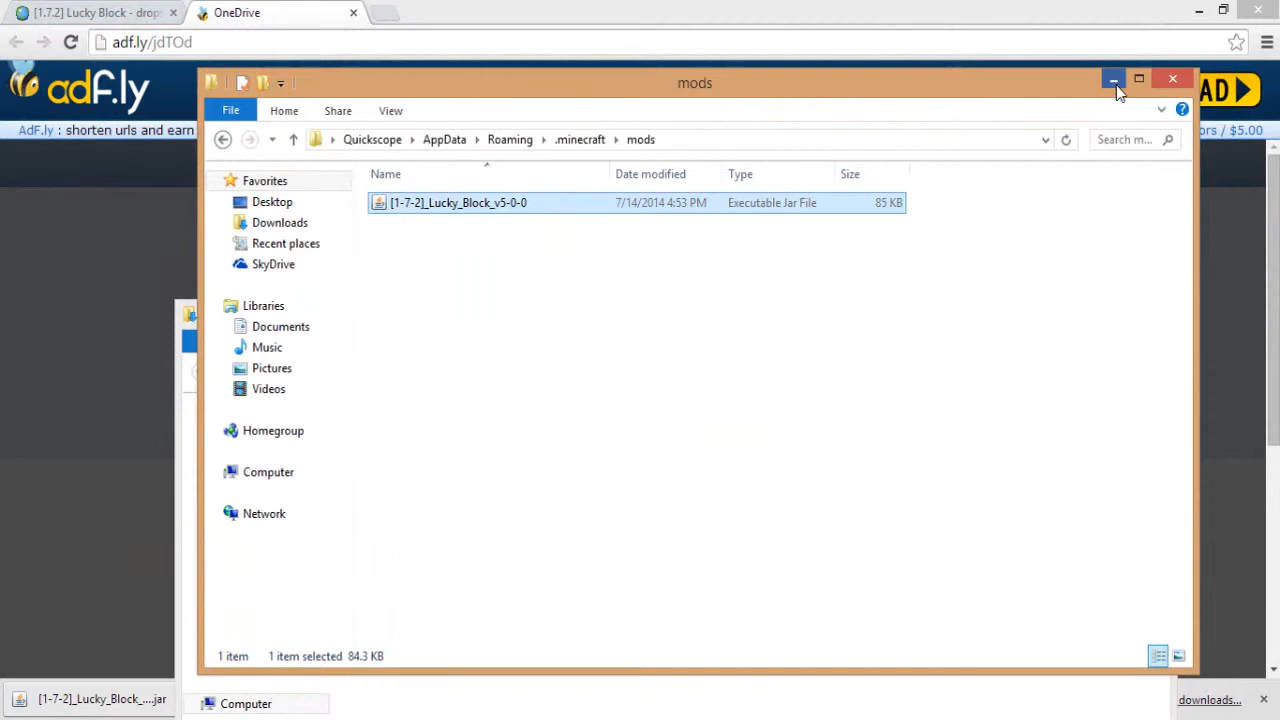 [1.7.2] Lucky Block - drops
OneDrive
adf.ly/jdTOd
adf.ly
AD
AdF.ly : shorten urls and earn
ors / $5.00
mods
File
Home
Share
View
Quickscope
AppData
Roaming
.minecraft
mods
Search m...
Name
Date modified
Type
Size
[1-7-2]_Lucky_Block_v5-0-0
7/14/2014 4:53 PM
Executable Jar File
85 KB
Favorites
Desktop
Downloads
Recent places
SkyDrive
Libraries
Documents
Music
Pictures
Videos
Homegroup
Computer
Network
1 item
1 item selected
84.3 KB
[1-7-2]_Lucky_Block_....jar
Computer
downloads...